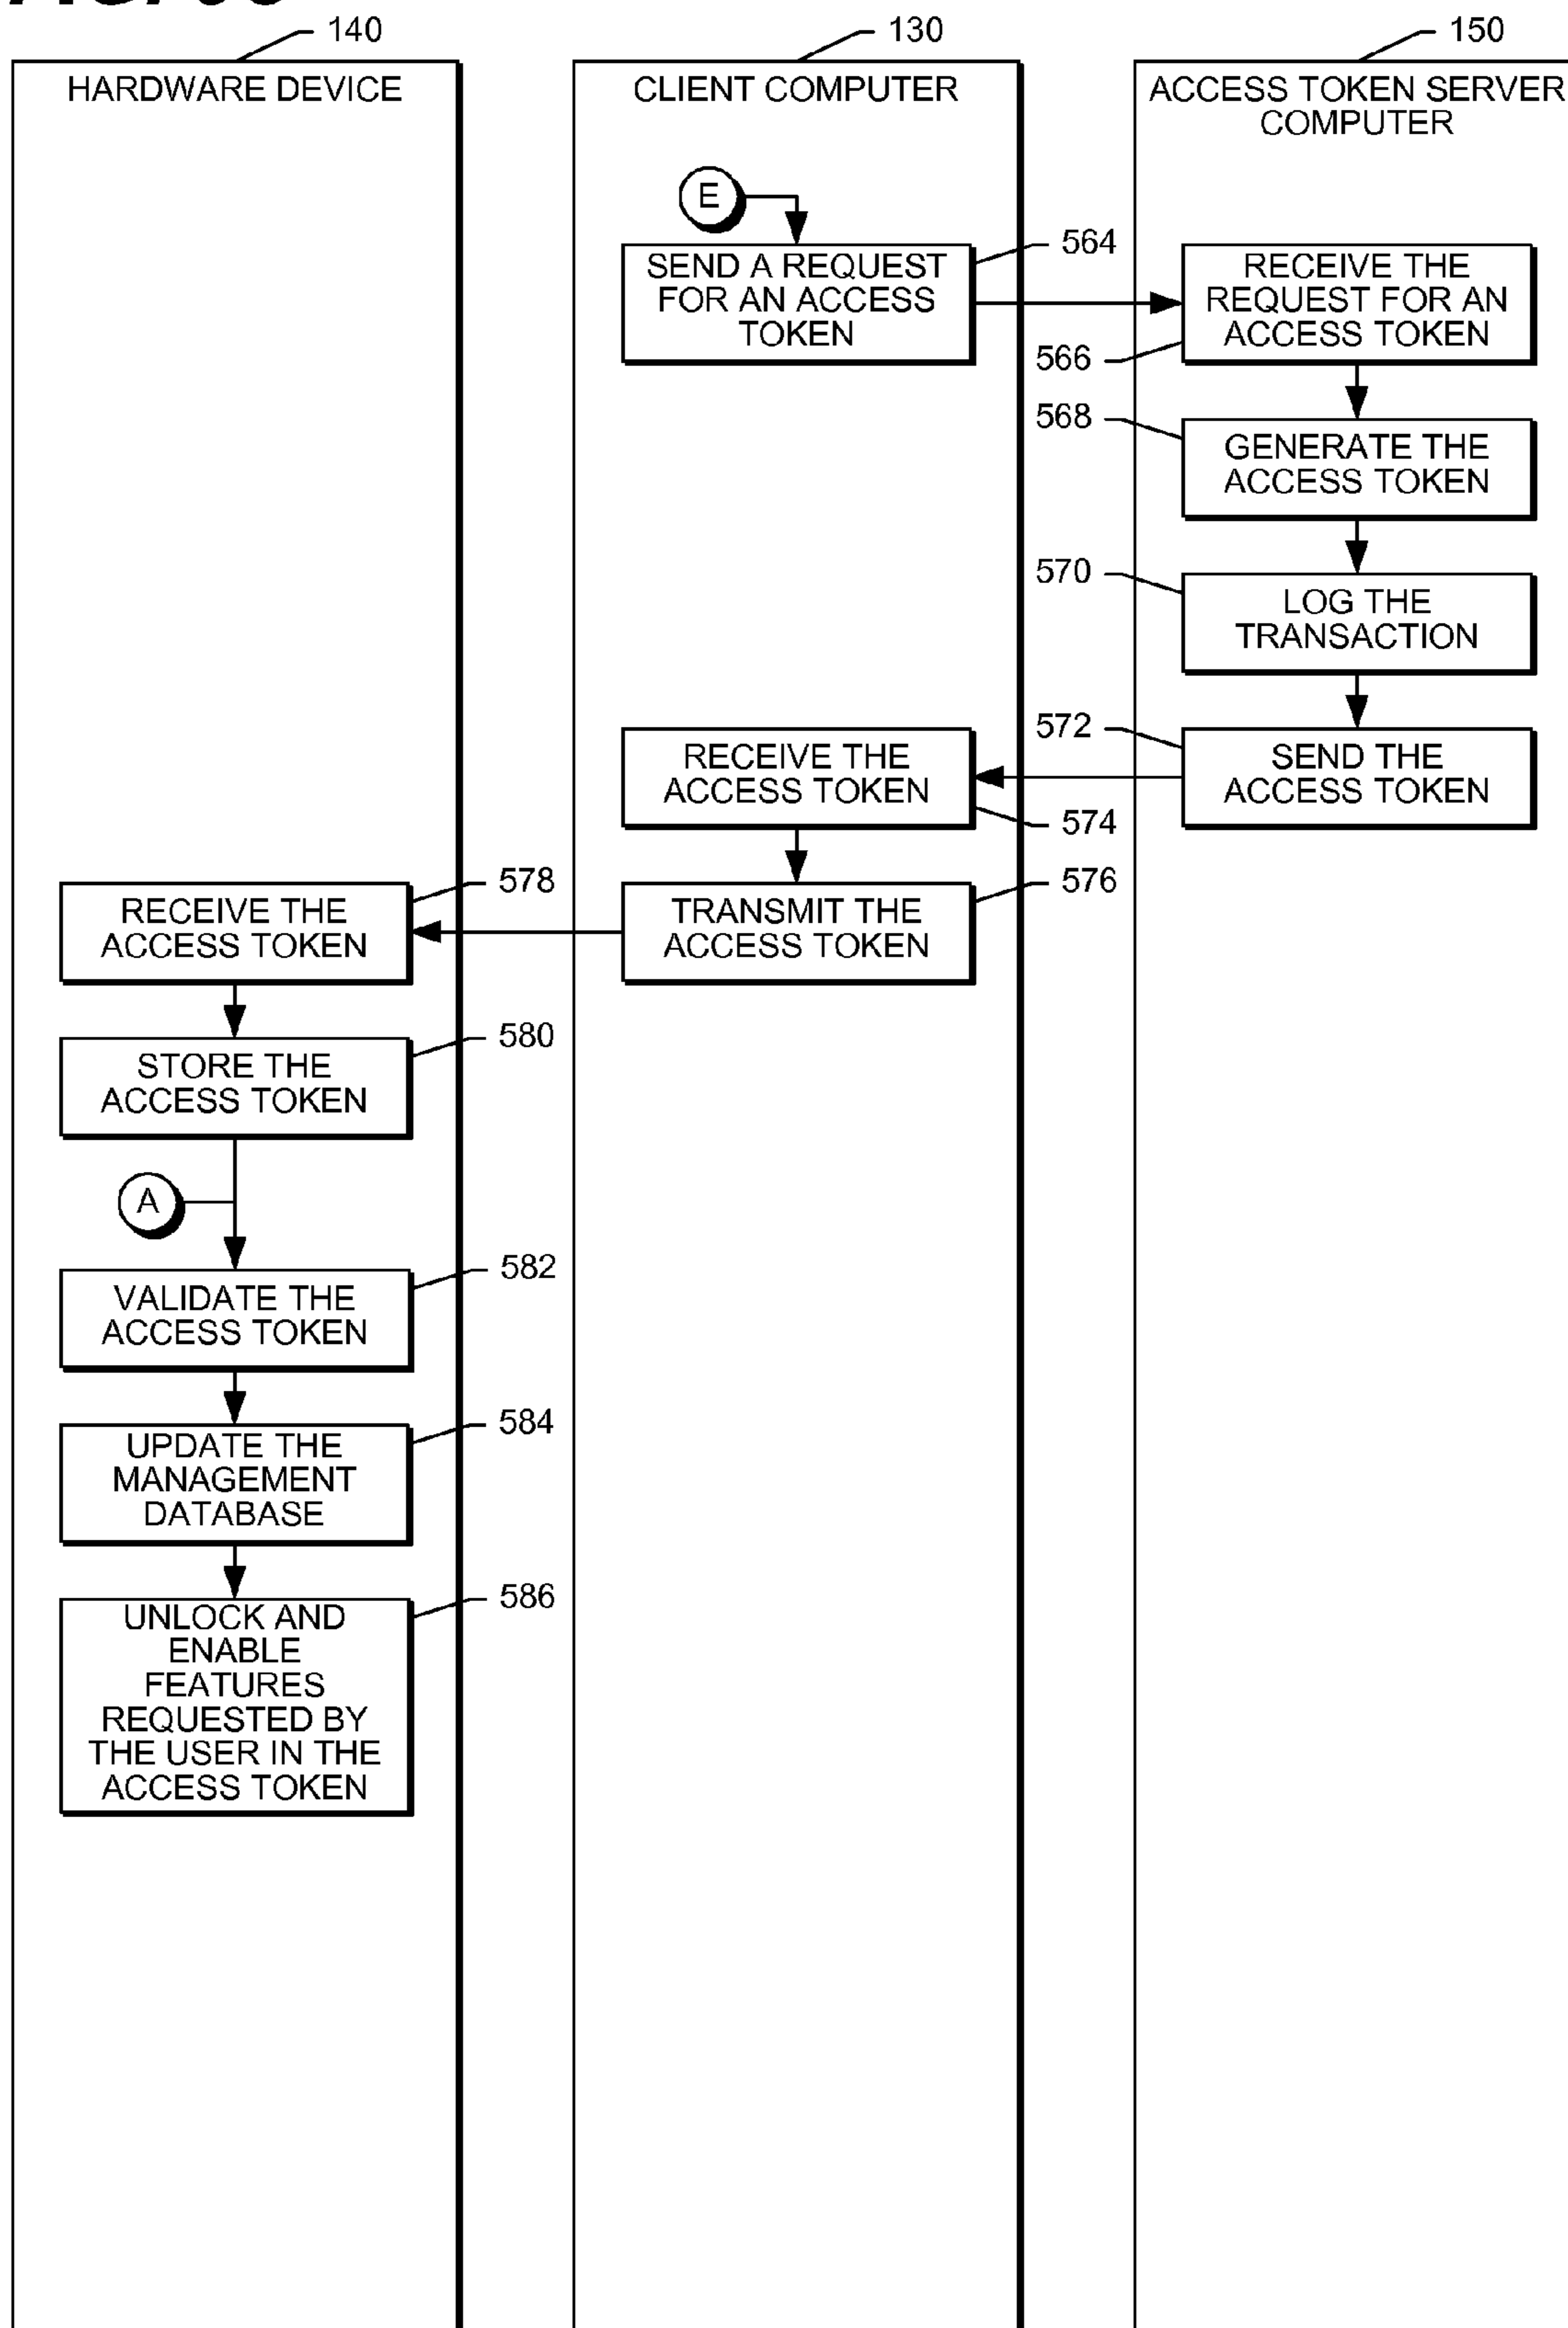 140
130
150
HARDWARE DEVICE
CLIENT COMPUTER
ACCESS TOKEN SERVER
COMPUTER
E
SEND A REQUEST
FOR AN ACCESS
TOKEN
564
RECEIVE THE
REQUEST FOR AN
ACCESS TOKEN
566
568
GENERATE THE
ACCESS TOKEN
570
LOG THE
TRANSACTION
572
SEND THE
ACCESS TOKEN
RECEIVE THE
ACCESS TOKEN
574
TRANSMIT THE
ACCESS TOKEN
576
RECEIVE THE
ACCESS TOKEN
578
STORE THE
ACCESS TOKEN
580
A
VALIDATE THE
ACCESS TOKEN
582
UPDATE THE
MANAGEMENT
DATABASE
584
UNLOCK AND
ENABLE
FEATURES
REQUESTED BY
THE USER IN THE
ACCESS TOKEN
586